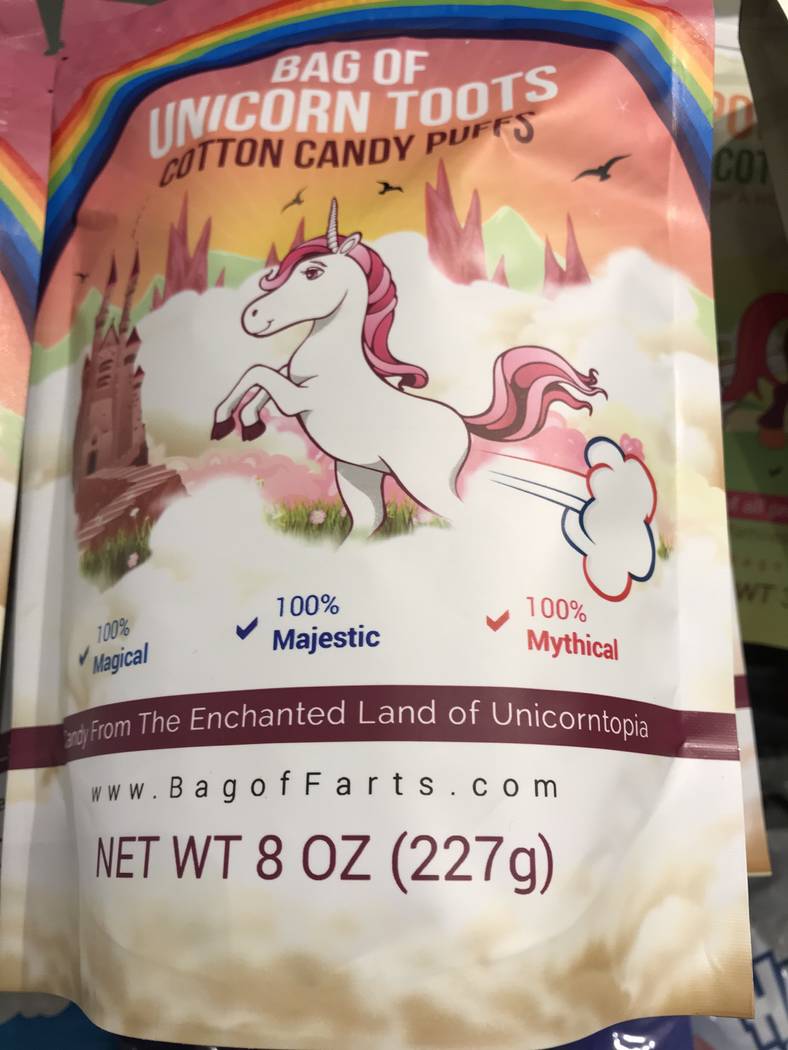 BAG OF
UNICORN TOOTS
COTTON CANDY PUFFS
100%
Magical
100%
Majestic
100%
Mythical
From The Enchanted Land of Unicorntopia
www.BagofFarts.com
NET WT 8 OZ (227g)